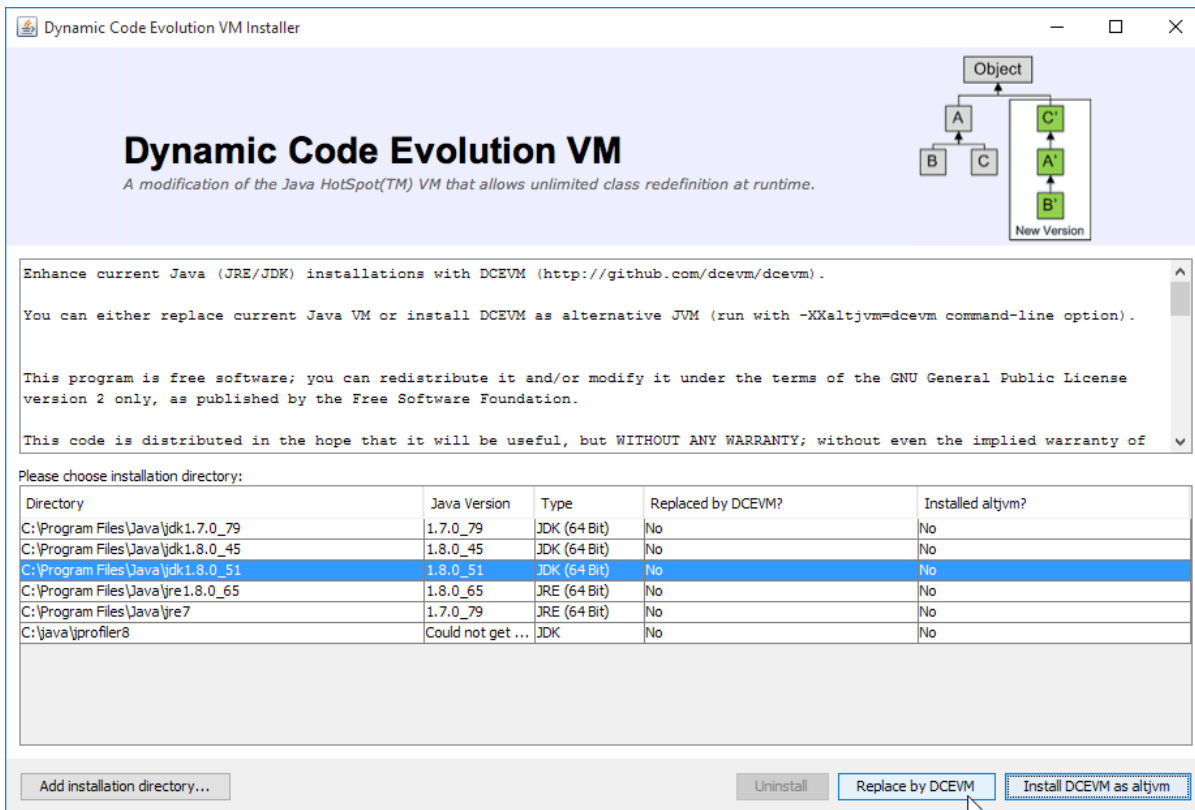 Dynamic Code Evolution VM Installer
Object
A
C'
B
C
A'
B'
New Version
Dynamic Code Evolution VM
A modification of the Java HotSpot(TM) VM that allows unlimited class redefinition at runtime.
Enhance current Java (JRE/JDK) installations with DCEVM (http://github.com/dcevm/dcevm).
You can either replace current Java VM or install DCEVM as alternative JVM (run with -XXaltjvm=dcevm command-line option).
This program is free software; you can redistribute it and/or modify it under the terms of the GNU General Public License
version 2 only, as published by the Free Software Foundation.
This code is distributed in the hope that it will be useful, but WITHOUT ANY WARRANTY; without even the implied warranty of
Please choose installation directory:
Directory Java Version Type Replaced by DCEVM? Installed altjvm?
C:\Program Files\Java\jdk1.7.0_79 1.7.0_79 JDK (64 Bit) No No
C:\Program Files\Java\jdk1.8.0_45 1.8.0_45 JDK (64 Bit) No No
C:\Program Files\Java\jdk1.8.0_51 1.8.0_51 JDK (64 Bit) No No
C:\Program Files\Java\jre1.8.0_65 1.8.0_65 JRE (64 Bit) No No
C:\Program Files\Java\jre7 1.7.0_79 JRE (64 Bit) No No
C:\java\jprofiler8 Could not get ... JDK No No
Add installation directory... Uninstall Replace by DCEVM Install DCEVM as altjvm